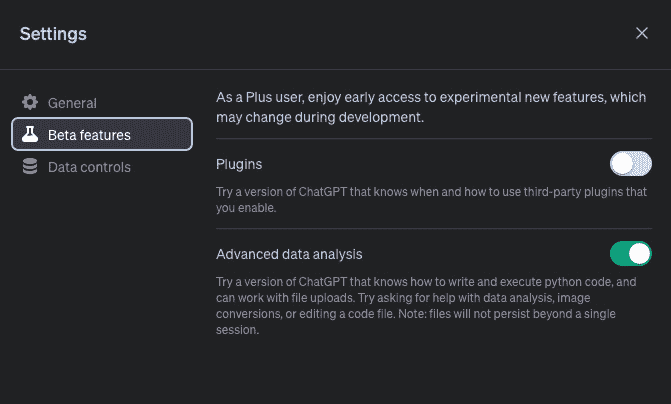 Settings
General
Beta features
Data controls
As a Plus user, enjoy early access to experimental new features, which
may change during development.
Plugins
Try a version of ChatGPT that knows when and how to use third-party plugins that
you enable.
Advanced data analysis
Try a version of ChatGPT that knows how to write and execute python code, and
can work with file uploads. Try asking for help with data analysis, image
conversions, or editing a code file. Note: files will not persist beyond a single
session.